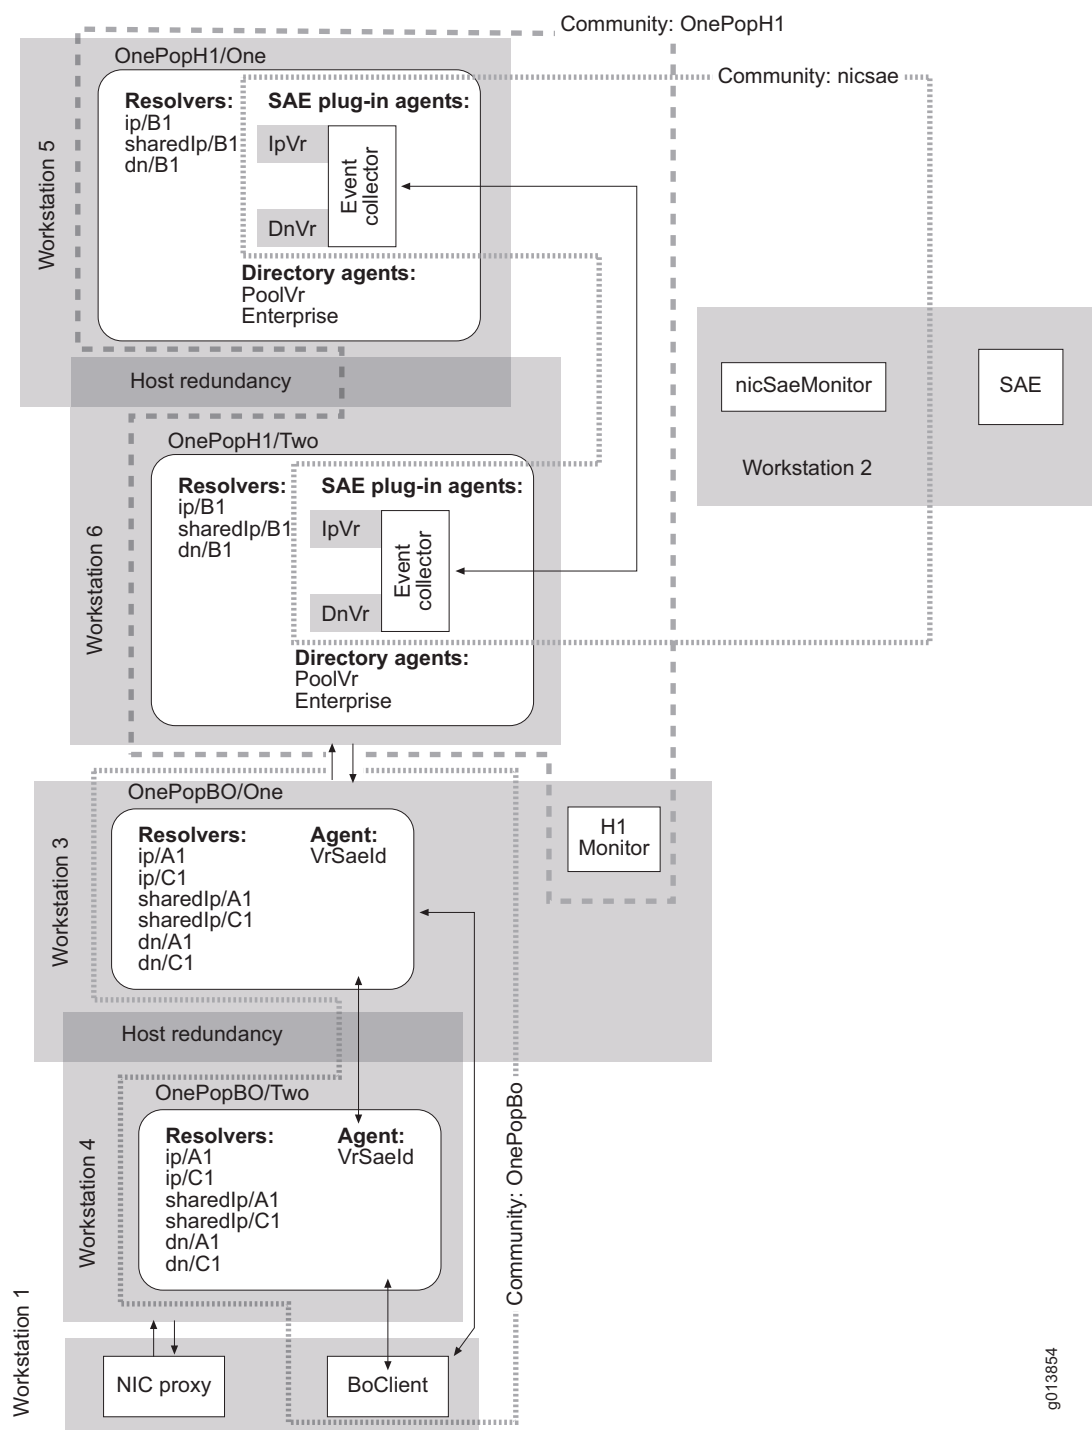 Community: OnePopH1
OnePopH1/One
Community: nicsae
Workstation 5
Resolvers:
ip/B1
sharedIp/B1
dn/B1
SAE plug-in agents:
IpVr
Event
collector
DnVr
Directory agents:
PoolVr
Enterprise
Host redundancy
nicSaeMonitor
SAE
Workstation 2
OnePopH1/Two
Workstation 6
Resolvers:
ip/B1
sharedIp/B1
dn/B1
SAE plug-in agents:
IpVr
Event
collector
DnVr
Directory agents:
PoolVr
Enterprise
OnePopBO/One
Workstation 3
Resolvers:
ip/A1
ip/C1
sharedIp/A1
sharedIp/C1
dn/A1
dn/C1
Agent:
VrSaeId
H1
Monitor
Host redundancy
OnePopBO/Two
Workstation 4
Resolvers:
ip/A1
ip/C1
sharedIp/A1
sharedIp/C1
dn/A1
dn/C1
Agent:
VrSaeId
Community: OnePopBo
Workstation 1
NIC proxy
BoClient
g013854